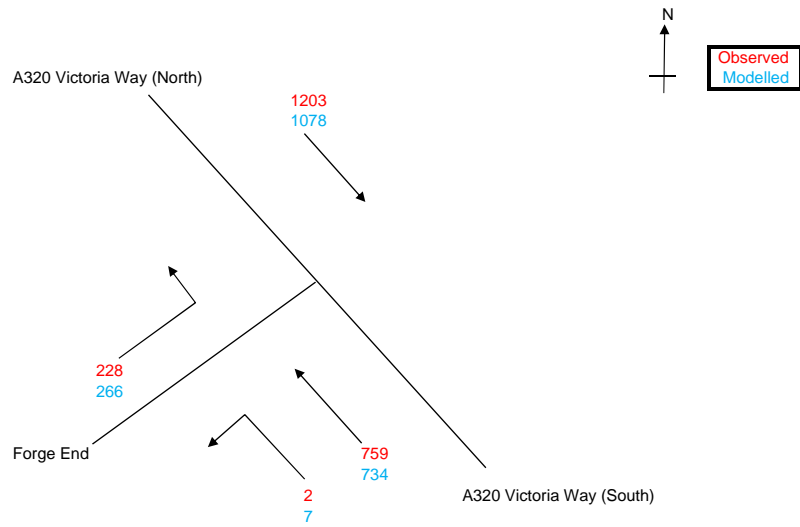 N
Observed
Modelled
A320 Victoria Way (North)
1203
1078
228
266
Forge End
759
734
2
7
A320 Victoria Way (South)